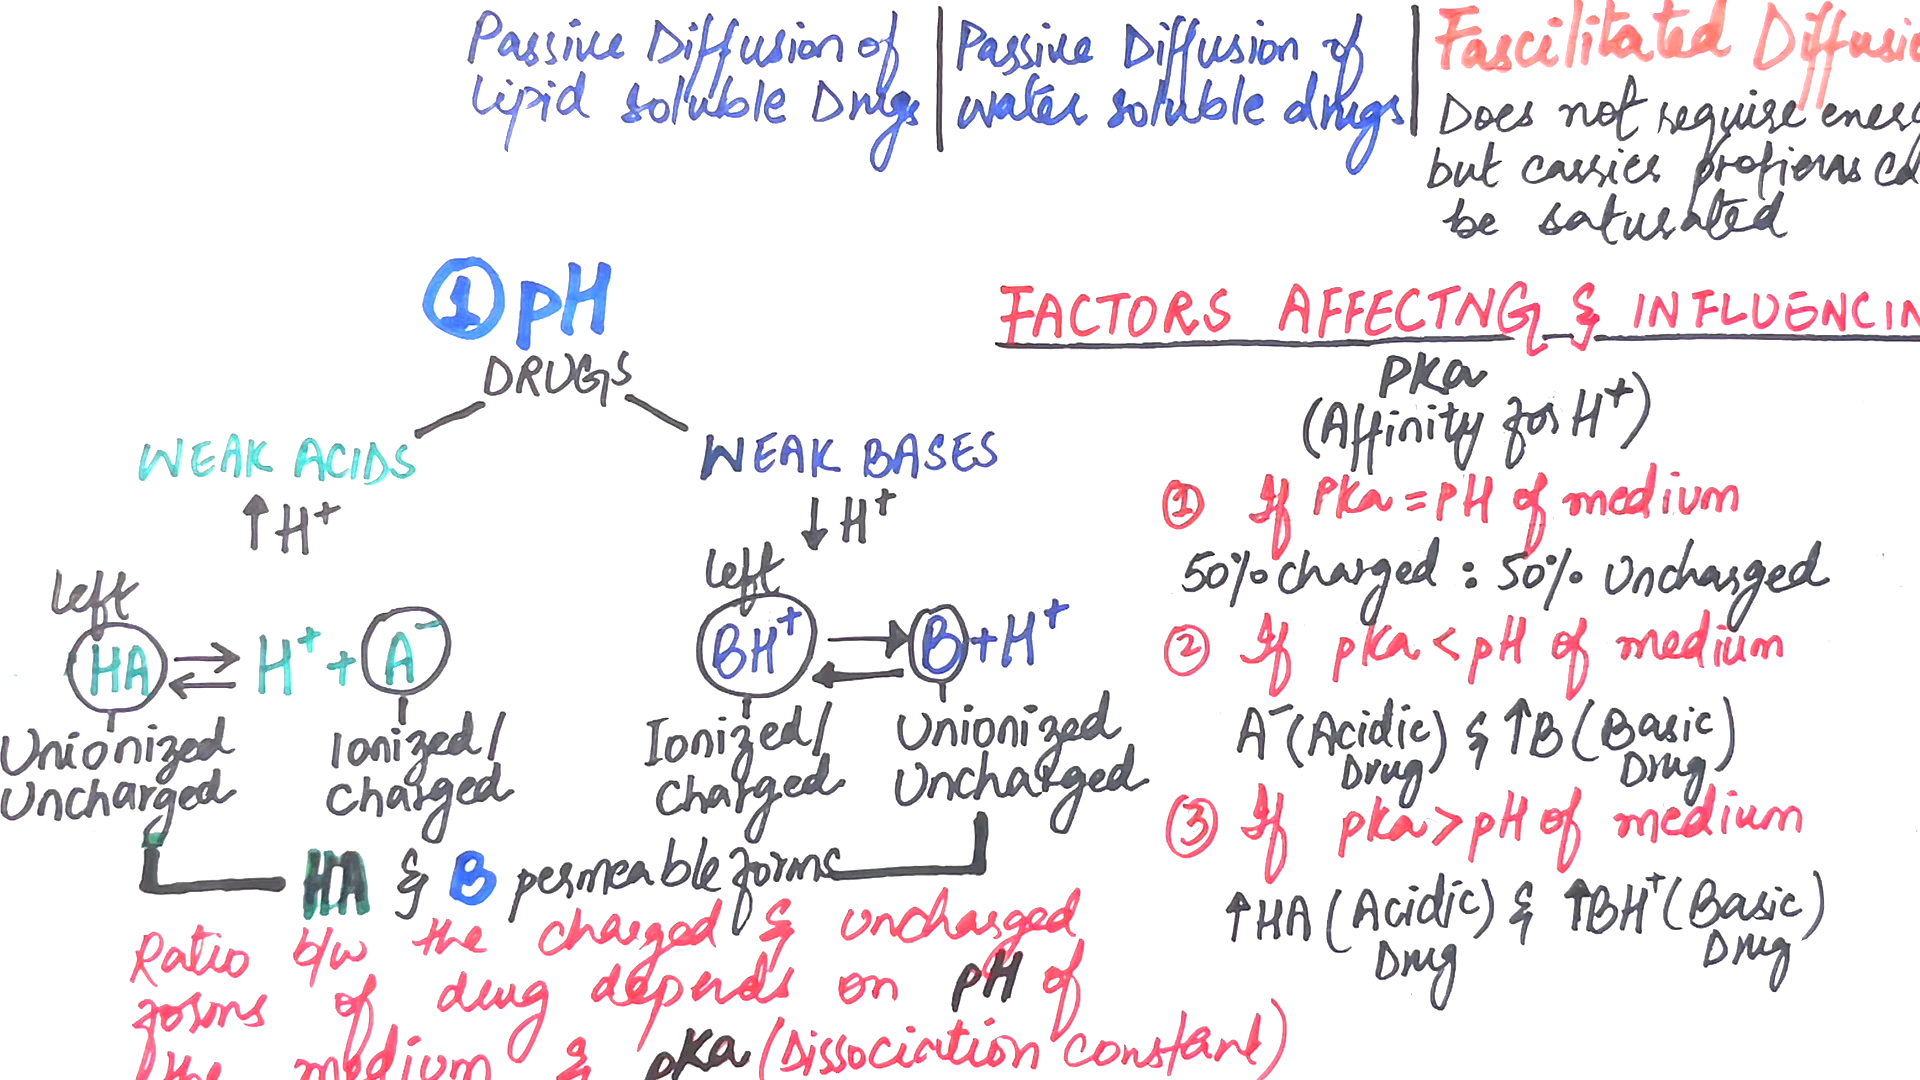 Passive Diffusion of
lipid soluble Drugs
Passive Diffusion of
water soluble drugs
Fascilitated Diffusio
Does not require energ
but carries
be saturated
① pH
DRUGS
WEAK ACIDS
↑H⁺
left
HA ⇌ H⁺ + A⁻
Unionized
Uncharged
Ionized/
charged
WEAK BASES
↓H⁺
left
BH⁺ ⇌ B + H⁺
Ionized/
Charged
Unionized
Uncharged
HA & B permeable forms
Ratio b/w the charged & uncharged
forms of drug depends on pH of
the medium & pKa (Dissociation constant)
FACTORS AFFECTNG & INFLUENCIN
PKa
(Affinity for H⁺)
① If PKa = pH of medium
50% charged : 50% Uncharged
② If pKa < pH of medium
A⁻ (Acidic Drug) & ↑B (Basic Drug)
③ If pKa > pH of medium
↑HA (Acidic Drug) & ↑BH⁺ (Basic Drug)